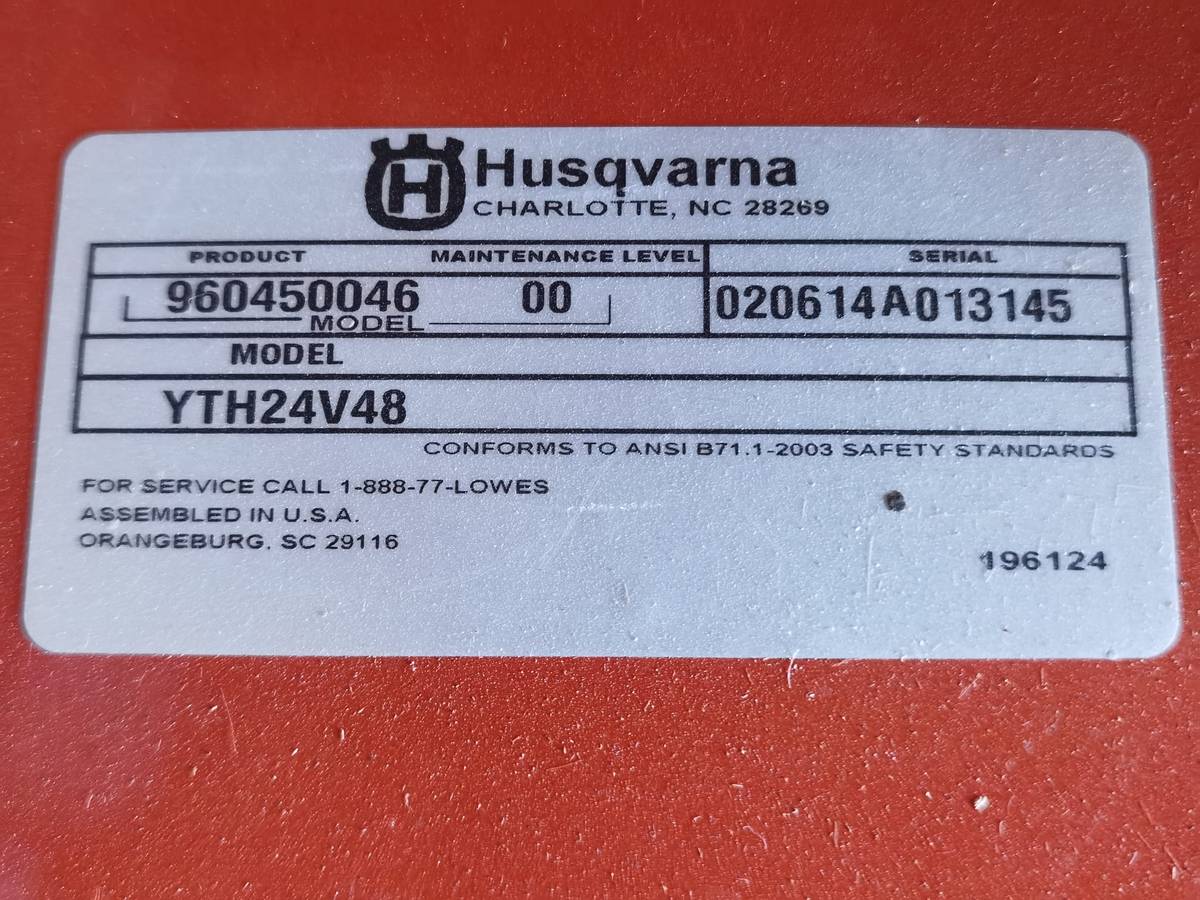 H Husqvarna
CHARLOTTE, NC 28269
PRODUCT MAINTENANCE LEVEL SERIAL
960450046 00 020614A013145
MODEL
MODEL
YTH24V48
CONFORMS TO ANSI B71.1-2003 SAFETY STANDARDS
FOR SERVICE CALL 1-888-77-LOWES
ASSEMBLED IN U.S.A.
ORANGEBURG, SC 29116
196124